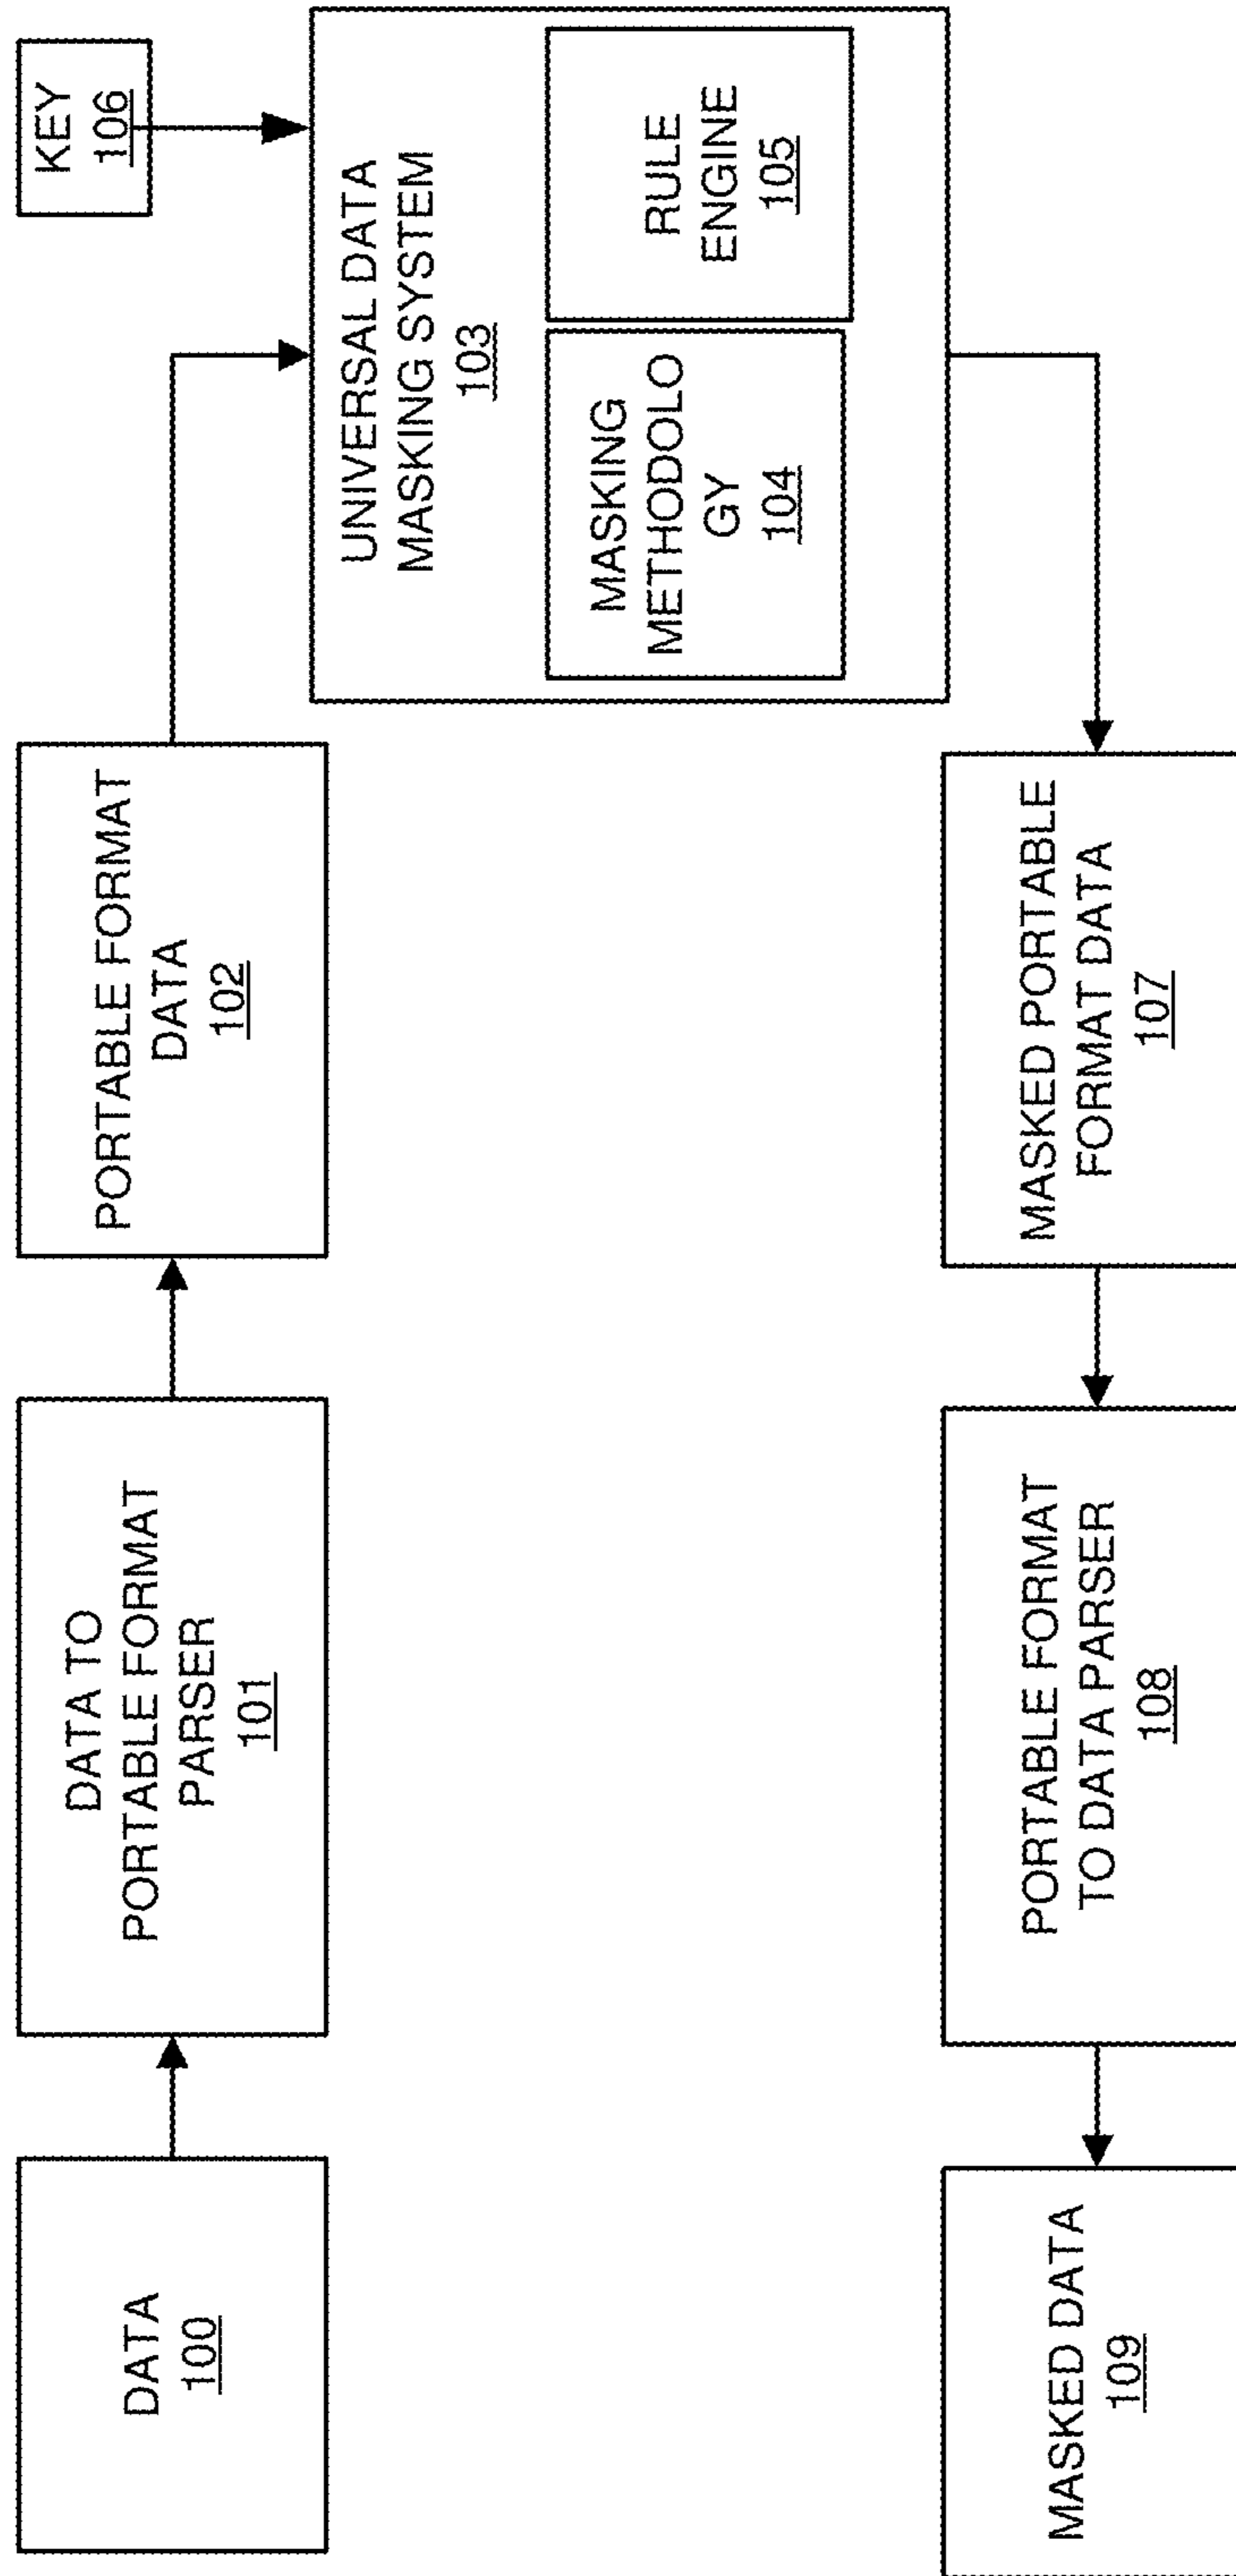 DATA
100
DATA TO
PORTABLE FORMAT
PARSER
101
PORTABLE FORMAT
DATA
102
KEY
106
UNIVERSAL DATA
MASKING SYSTEM
103
MASKING
METHODOLO
GY
104
RULE
ENGINE
105
MASKED PORTABLE
FORMAT DATA
107
PORTABLE FORMAT
TO DATA PARSER
108
MASKED DATA
109